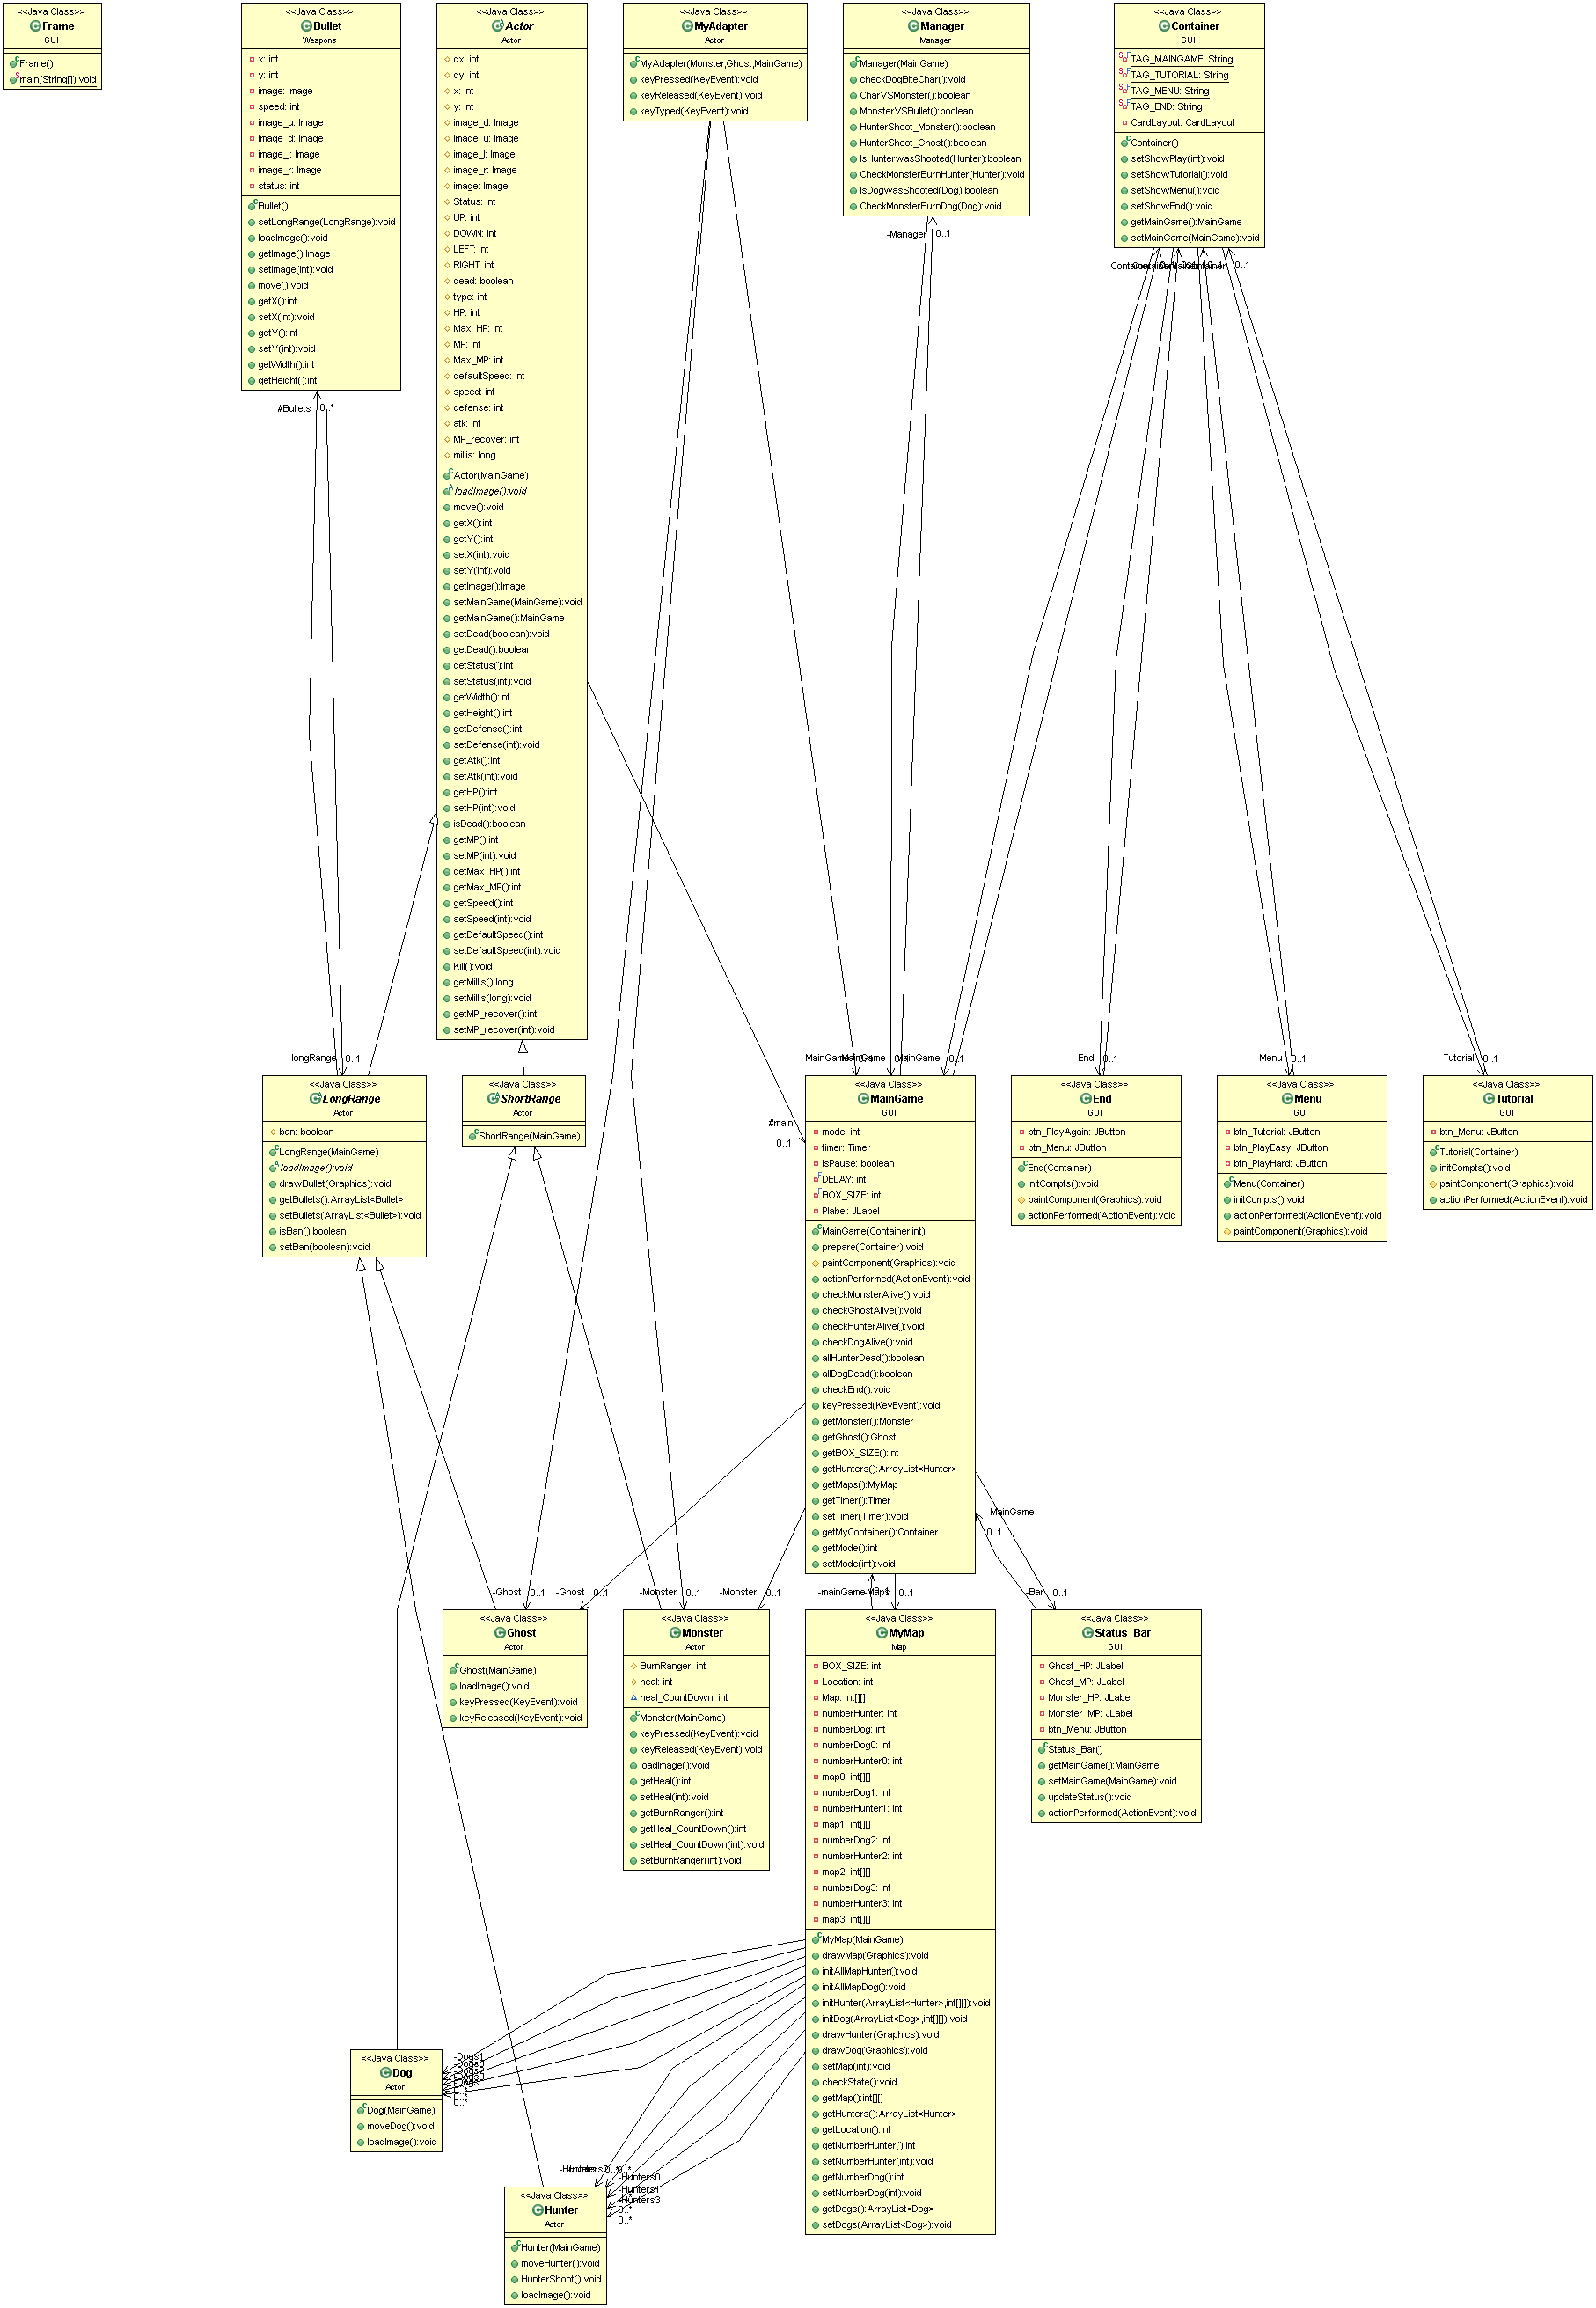 <<Java Class>>
Frame
GUI
Frame()
main(String[]):void
<<Java Class>>
Bullet
Weapons
x: int
y: int
image: Image
speed: int
image_u: Image
image_d: Image
image_l: Image
image_r: Image
status: int
Bullet()
setLongRange(LongRange):void
loadImage():void
getImage():Image
setImage(int):void
move():void
getX():int
setX(int):void
getY():int
setY(int):void
getWidth():int
getHeight():int
<<Java Class>>
Actor
Actor
dx: int
dy: int
x: int
y: int
image_d: Image
image_u: Image
image_l: Image
image_r: Image
image: Image
Status: int
UP: int
DOWN: int
LEFT: int
RIGHT: int
dead: boolean
type: int
HP: int
Max_HP: int
MP: int
Max_MP: int
defaultSpeed: int
speed: int
defense: int
atk: int
MP_recover: int
millis: long
Actor(MainGame)
loadImage():void
move():void
getX():int
getY():int
setX(int):void
setY(int):void
getImage():Image
setMainGame(MainGame):void
getMainGame():MainGame
setDead(boolean):void
getDead():boolean
getStatus():int
setStatus(int):void
getWidth():int
getHeight():int
getDefense():int
setDefense(int):void
getAtk():int
setAtk(int):void
getHP():int
setHP(int):void
isDead():boolean
getMP():int
setMP(int):void
getMax_HP():int
getMax_MP():int
getSpeed():int
setSpeed(int):void
getDefaultSpeed():int
setDefaultSpeed(int):void
Kill():void
getMillis():long
setMillis(long):void
getMP_recover():int
setMP_recover(int):void
<<Java Class>>
MyAdapter
Actor
MyAdapter(Monster,Ghost,MainGame)
keyPressed(KeyEvent):void
keyReleased(KeyEvent):void
keyTyped(KeyEvent):void
<<Java Class>>
Manager
Manager
Manager(MainGame)
checkDogBiteChar():void
CharVSMonster():boolean
MonsterVSBullet():boolean
HunterShoot_Monster():boolean
HunterShoot_Ghost():boolean
IsHunterwasShooted(Hunter):boolean
CheckMonsterBurnHunter(Hunter):void
IsDogwasShooted(Dog):boolean
CheckMonsterBurnDog(Dog):void
<<Java Class>>
Container
GUI
TAG_MAINGAME: String
TAG_TUTORIAL: String
TAG_MENU: String
TAG_END: String
CardLayout: CardLayout
Container()
setShowPlay(int):void
setShowTutorial():void
setShowMenu():void
setShowEnd():void
getMainGame():MainGame
setMainGame(MainGame):void
-Manager 0..1
-Container
0..1
#Bullets 0..*
-longRange 0..1
-MainGame
-MainGame 0..1
-End 0..1
-Menu 0..1
-Tutorial 0..1
#main
0..1
<<Java Class>>
LongRange
Actor
ban: boolean
LongRange(MainGame)
loadImage():void
drawBullet(Graphics):void
getBullets():ArrayList<Bullet>
setBullets(ArrayList<Bullet>):void
isBan():boolean
setBan(boolean):void
<<Java Class>>
ShortRange
Actor
ShortRange(MainGame)
<<Java Class>>
MainGame
GUI
mode: int
timer: Timer
isPause: boolean
DELAY: int
BOX_SIZE: int
Plabel: JLabel
MainGame(Container,int)
prepare(Container):void
paintComponent(Graphics):void
actionPerformed(ActionEvent):void
checkMonsterAlive():void
checkGhostAlive():void
checkHunterAlive():void
checkDogAlive():void
allHunterDead():boolean
allDogDead():boolean
checkEnd():void
keyPressed(KeyEvent):void
getMonster():Monster
getGhost():Ghost
getBOX_SIZE():int
getHunters():ArrayList<Hunter>
getMaps():MyMap
getTimer():Timer
setTimer(Timer):void
getMyContainer():Container
getMode():int
setMode(int):void
<<Java Class>>
End
GUI
btn_PlayAgain: JButton
btn_Menu: JButton
End(Container)
initCompts():void
paintComponent(Graphics):void
actionPerformed(ActionEvent):void
<<Java Class>>
Menu
GUI
btn_Tutorial: JButton
btn_PlayEasy: JButton
btn_PlayHard: JButton
Menu(Container)
initCompts():void
actionPerformed(ActionEvent):void
paintComponent(Graphics):void
<<Java Class>>
Tutorial
GUI
btn_Menu: JButton
Tutorial(Container)
initCompts():void
paintComponent(Graphics):void
actionPerformed(ActionEvent):void
-MainGame
0..1
-Ghost 0..1
-Ghost 0..1
-Monster 0..1
-Monster 0..1
-mainGame
-Maps 0..1
-Bar 0..1
<<Java Class>>
Ghost
Actor
Ghost(MainGame)
loadImage():void
keyPressed(KeyEvent):void
keyReleased(KeyEvent):void
<<Java Class>>
Monster
Actor
BurnRanger: int
heal: int
heal_CountDown: int
Monster(MainGame)
keyPressed(KeyEvent):void
keyReleased(KeyEvent):void
loadImage():void
getHeal():int
setHeal(int):void
getBurnRanger():int
getHeal_CountDown():int
setHeal_CountDown(int):void
setBurnRanger(int):void
<<Java Class>>
MyMap
Map
BOX_SIZE: int
Location: int
Map: int[][]
numberHunter: int
numberDog: int
numberDog0: int
numberHunter0: int
map0: int[][]
numberDog1: int
numberHunter1: int
map1: int[][]
numberDog2: int
numberHunter2: int
map2: int[][]
numberDog3: int
numberHunter3: int
map3: int[][]
MyMap(MainGame)
drawMap(Graphics):void
initAllMapHunter():void
initAllMapDog():void
initHunter(ArrayList<Hunter>,int[][]):void
initDog(ArrayList<Dog>,int[][]):void
drawHunter(Graphics):void
drawDog(Graphics):void
setMap(int):void
checkState():void
getMap():int[][]
getHunters():ArrayList<Hunter>
getLocation():int
getNumberHunter():int
setNumberHunter(int):void
getNumberDog():int
setNumberDog(int):void
getDogs():ArrayList<Dog>
setDogs(ArrayList<Dog>):void
<<Java Class>>
Status_Bar
GUI
Ghost_HP: JLabel
Ghost_MP: JLabel
Monster_HP: JLabel
Monster_MP: JLabel
btn_Menu: JButton
Status_Bar()
getMainGame():MainGame
setMainGame(MainGame):void
updateStatus():void
actionPerformed(ActionEvent):void
-Dogs1
0..*
0..*
<<Java Class>>
Dog
Actor
Dog(MainGame)
moveDog():void
loadImage():void
-Hunters0
-Hunters1
-Hunters3
0..*
0..*
<<Java Class>>
Hunter
Actor
Hunter(MainGame)
moveHunter():void
HunterShoot():void
loadImage():void